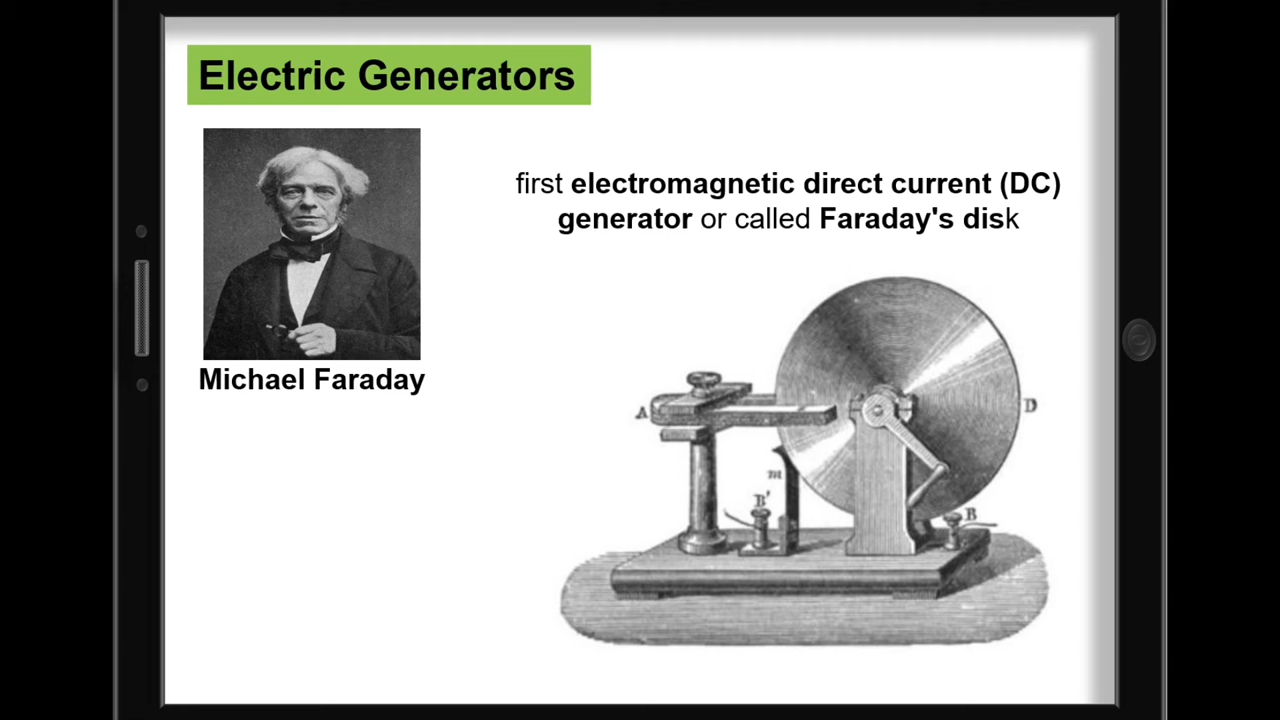 Electric Generators
first electromagnetic direct current (DC)
generator or called Faraday's disk
Michael Faraday
A
D
m
B'
B